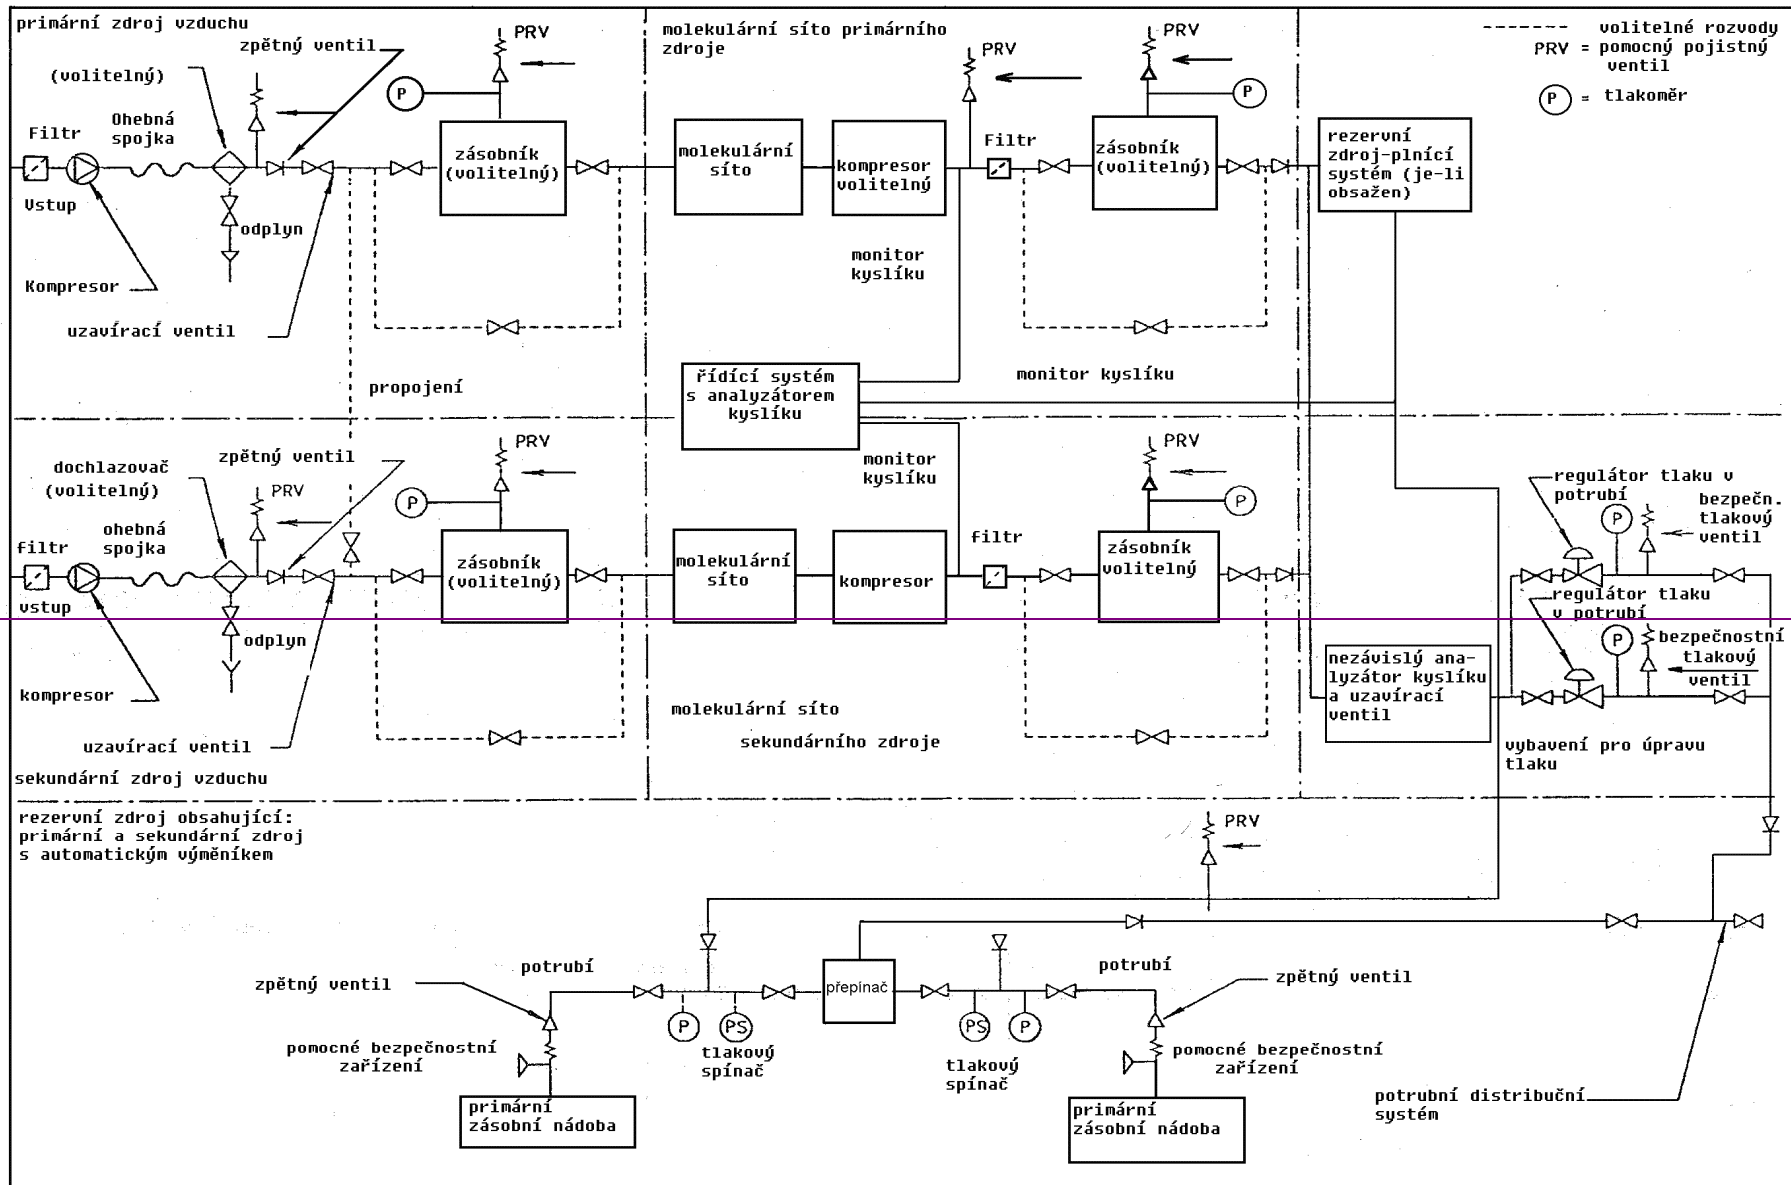 primární zdroj vzduchu
zpětný ventil
(volitelný)
Ohebná
spojka
Filtr
Vstup
odplyn
Kompresor
uzavírací ventil
PRV
P
zásobník
(volitelný)
propojení
molekulární síto primárního
zdroje
PRV
PRV
P
molekulární
síto
kompresor
volitelný
Filtr
zásobník
(volitelný)
monitor
kyslíku
řídící systém
s analyzátorem
kyslíku
monitor kyslíku
volitelné rozvody
PRV = pomocný pojistný
ventil
P = tlakoměr
rezervní
zdroj-plnící
systém (je-li
obsažen)
dochlazovač
(volitelný)
zpětný ventil
PRV
ohebná
spojka
filtr
vstup
odplyn
kompresor
uzavírací ventil
sekundární zdroj vzduchu
PRV
P
zásobník
(volitelný)
monitor
kyslíku
molekulární
síto
kompresor
filtr
PRV
P
zásobník
volitelný
molekulární síto
sekundárního zdroje
regulátor tlaku v
potrubí
P
bezpečn.
tlakový
ventil
regulátor tlaku
v potrubí
P
bezpečnostní
tlakový
ventil
nezávislý ana-
lyzátor kyslíku
a uzavírací
ventil
vybavení pro úpravu
tlaku
rezervní zdroj obsahující:
primární a sekundární zdroj
s automatickým výměníkem
PRV
zpětný ventil
potrubí
přepínač
potrubí
zpětný ventil
P
PS
PS
P
pomocné bezpečnostní
zařízení
tlakový
spínač
tlakový
spínač
pomocné bezpečnostní
zařízení
primární
zásobní nádoba
primární
zásobní nádoba
potrubní distribuční
systém